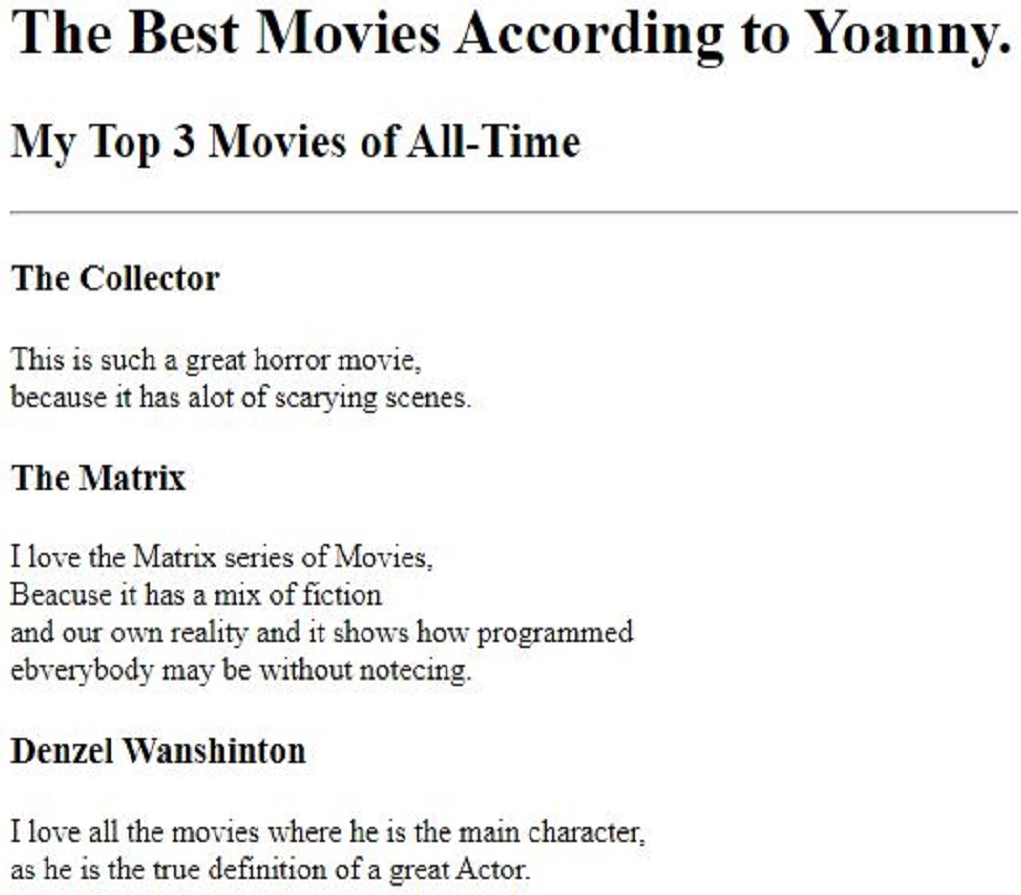 The Best Movies According to Yoanny.
My Top 3 Movies of All-Time
The Collector
This is such a great horror movie,
because it has alot of scarying scenes.
The Matrix
I love the Matrix series of Movies,
Beacuse it has a mix of fiction
and our own reality and it shows how programmed
ebverybody may be without notecing.
Denzel Wanshinton
I love all the movies where he is the main character,
as he is the true definition of a great Actor.